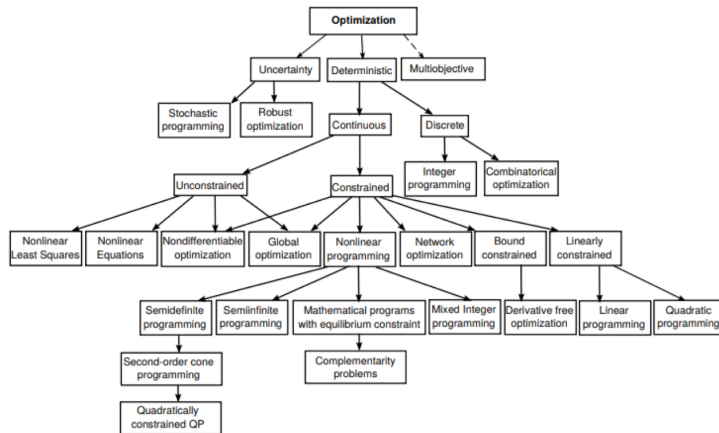 Optimization
Uncertainty
Deterministic
Multiobjective
Stochastic
programming
Robust
optimization
Continuous
Discrete
Integer
programming
Combinatorical
optimization
Unconstrained
Constrained
Nonlinear
Least Squares
Nonlinear
Equations
Nondifferentiable
optimization
Global
optimization
Nonlinear
programming
Network
optimization
Bound
constrained
Linearly
constrained
Semidefinite
programming
Semiinfinite
programming
Mathematical programs
with equilibrium constraint
Mixed Integer
programming
Derivative free
optimization
Linear
programming
Quadratic
programming
Second-order cone
programming
Complementarity
problems
Quadratically
constrained QP